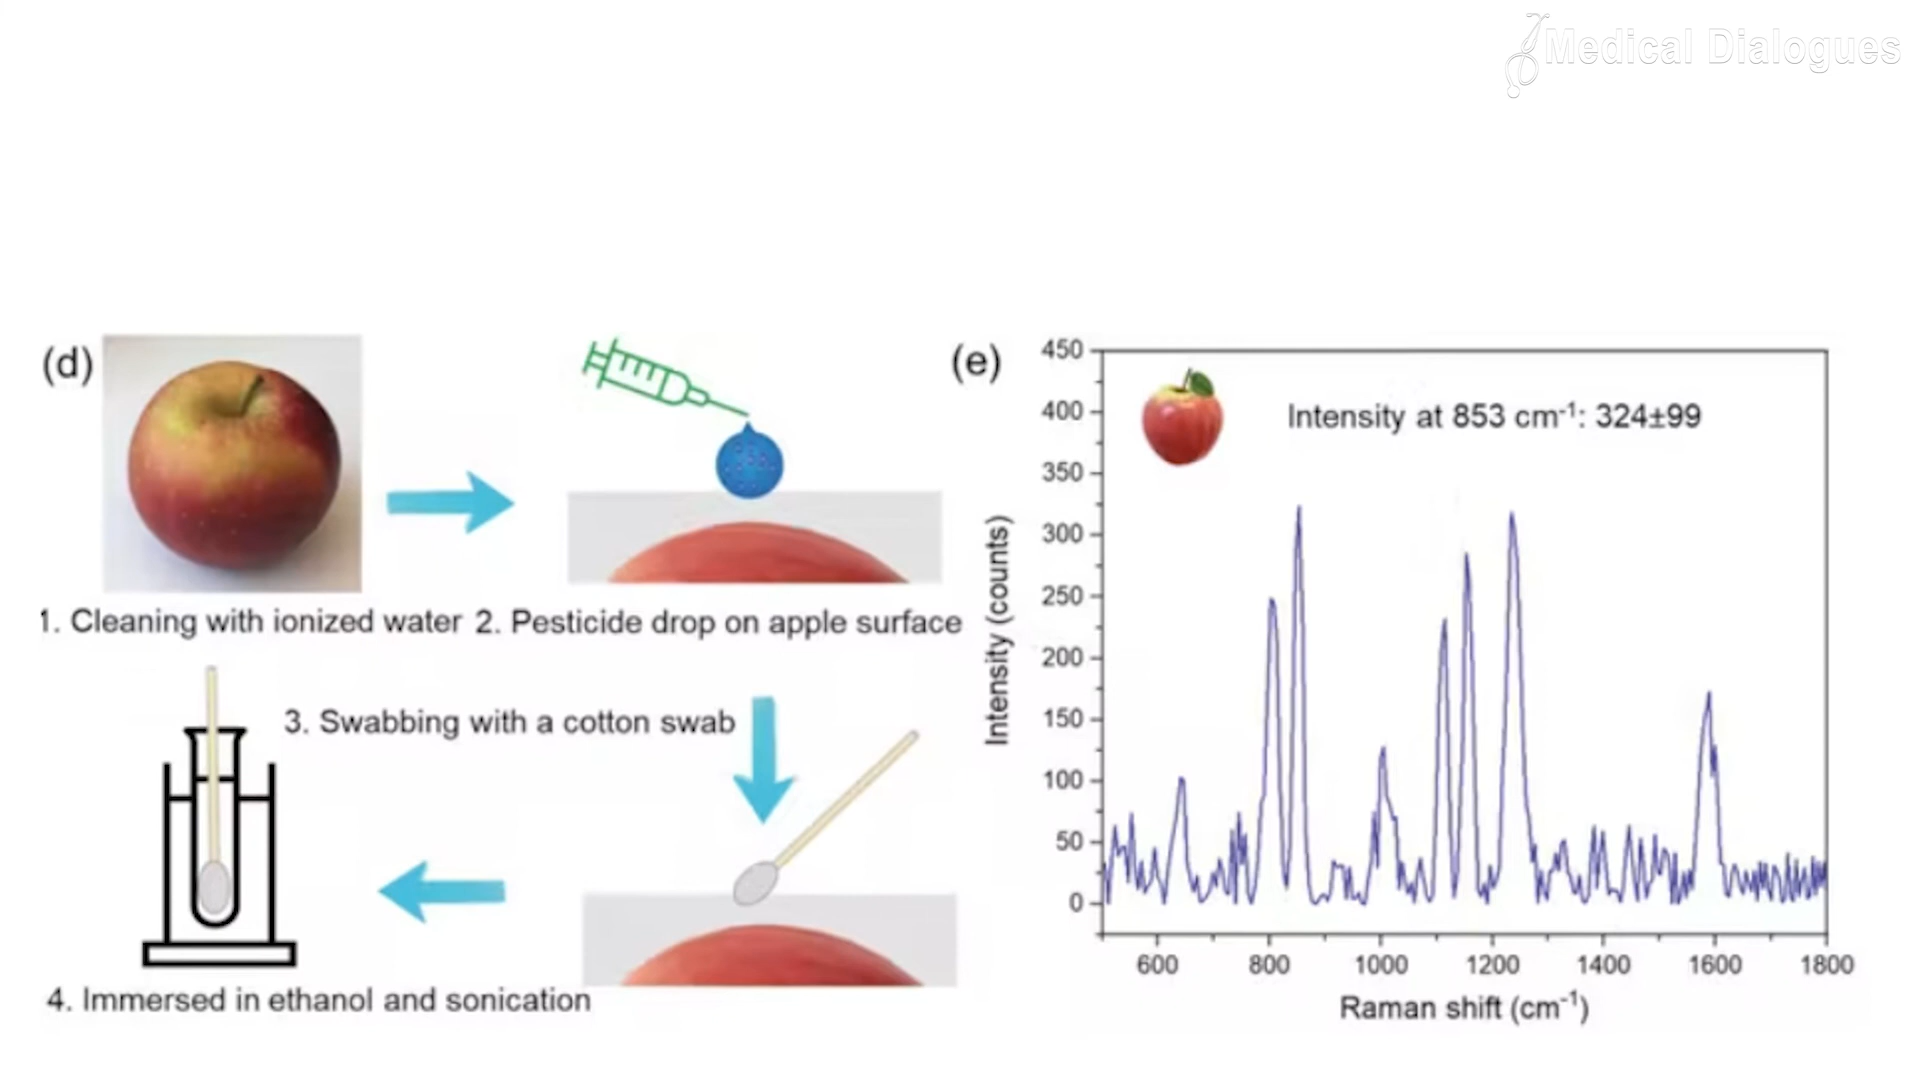 Medical Dialogues
(d)
1. Cleaning with ionized water
2. Pesticide drop on apple surface
3. Swabbing with a cotton swab
4. Immersed in ethanol and sonication
(e)
Intensity at 853 cm⁻¹: 324±99
Intensity (counts)
450
400
350
300
250
200
150
100
50
0
600 800 1000 1200 1400 1600 1800
Raman shift (cm⁻¹)